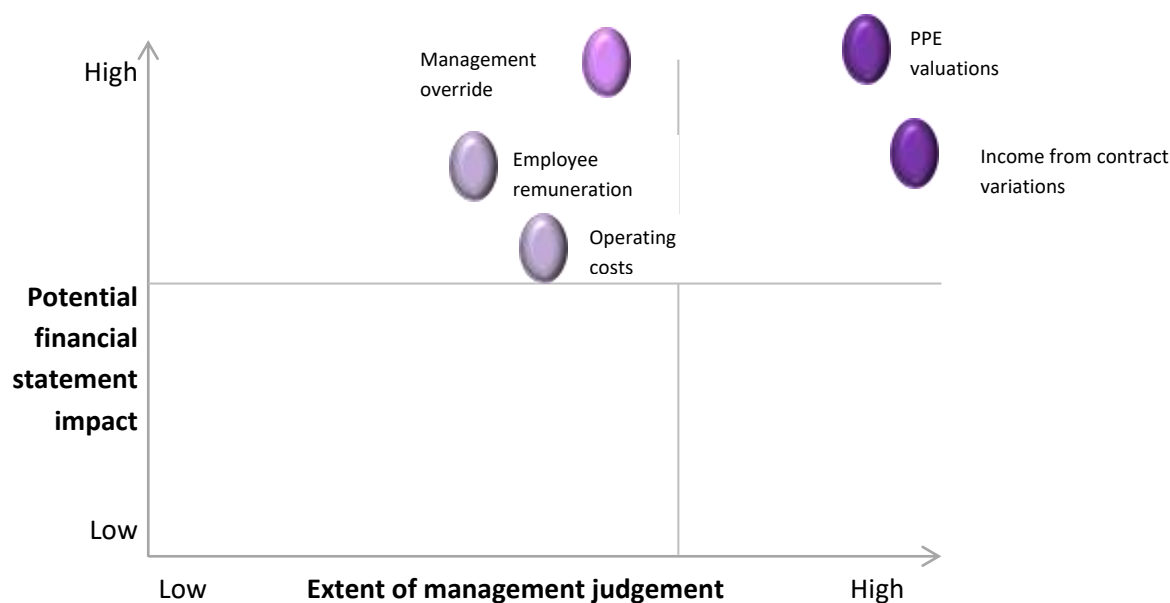 High
Management
override
PPE
valuations
Employee
remuneration
Income from contract
variations
Operating
costs
Potential
financial
statement
impact
Low
Low
Extent of management judgement
High